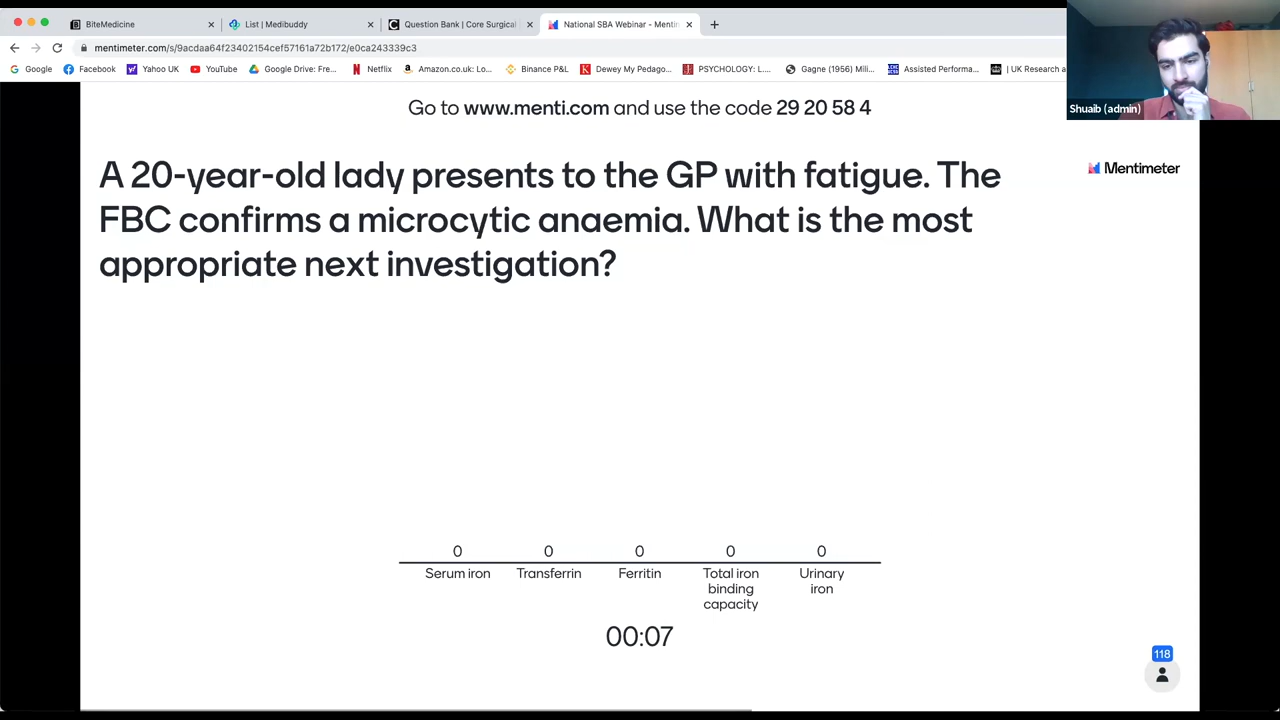 BiteMedicine
List | Medibuddy
Question Bank | Core Surgical
National SBA Webinar - Mentim
mentimeter.com/s/9acdaa64f23402154cef57161a72b172/e0ca243339c3
Google
Facebook
Yahoo UK
YouTube
Google Drive: Fre...
Netflix
Amazon.co.uk: Lo...
Binance P&L
Dewey My Pedago...
PSYCHOLOGY: L....
Gagne (1956) Mili...
Assisted Performa...
| UK Research a
Shuaib (admin)
Go to www.menti.com and use the code 29 20 58 4
Mentimeter
A 20-year-old lady presents to the GP with fatigue. The
FBC confirms a microcytic anaemia. What is the most
appropriate next investigation?
0 0 0 0 0
Serum iron
Transferrin
Ferritin
Total iron
binding
capacity
Urinary
iron
00:07
118